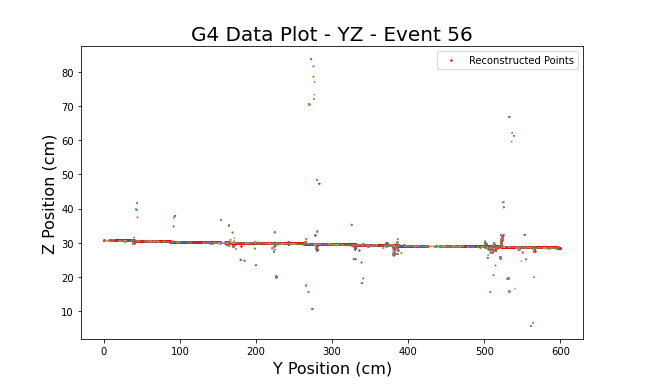 G4 Data Plot - YZ - Event 56
Reconstructed Points
Z Position (cm)
80
70
60
50
40
30
20
10
0 100 200 300 400 500 600
Y Position (cm)